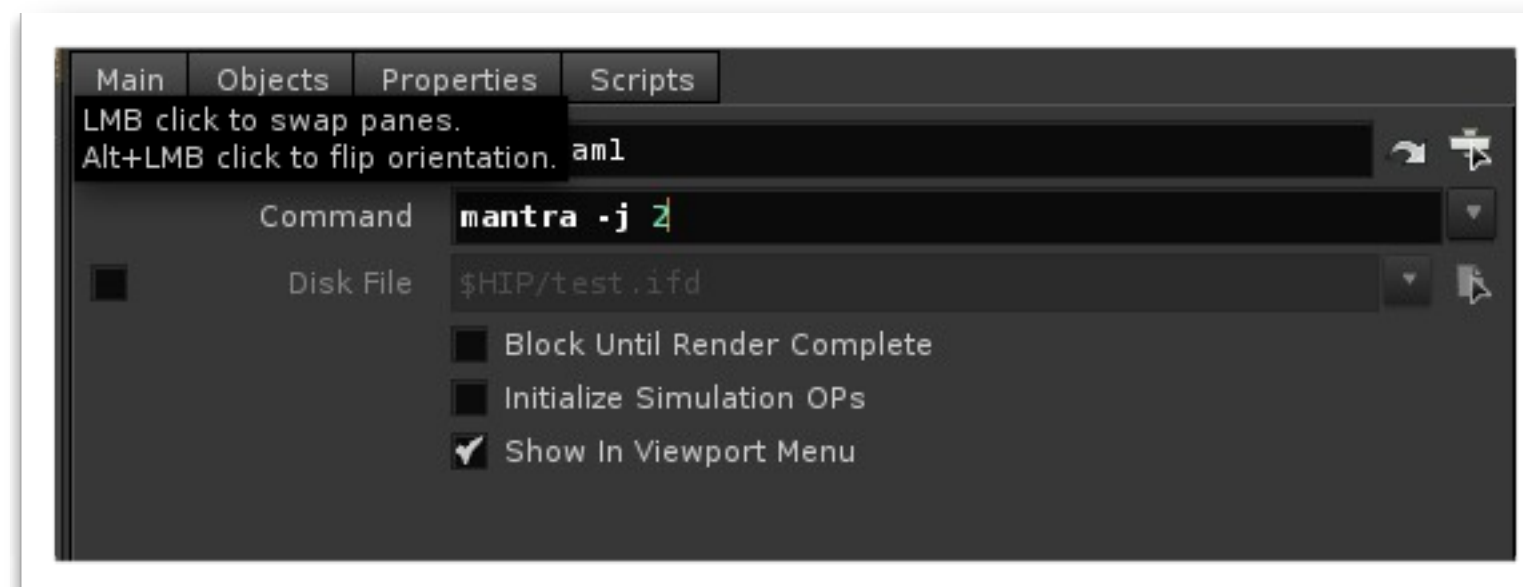 Main Objects Properties Scripts
LMB click to swap panes.
Alt+LMB click to flip orientation. aml
Command mantra -j 2
Disk File $HIP/test.ifd
Block Until Render Complete
Initialize Simulation OPs
Show In Viewport Menu